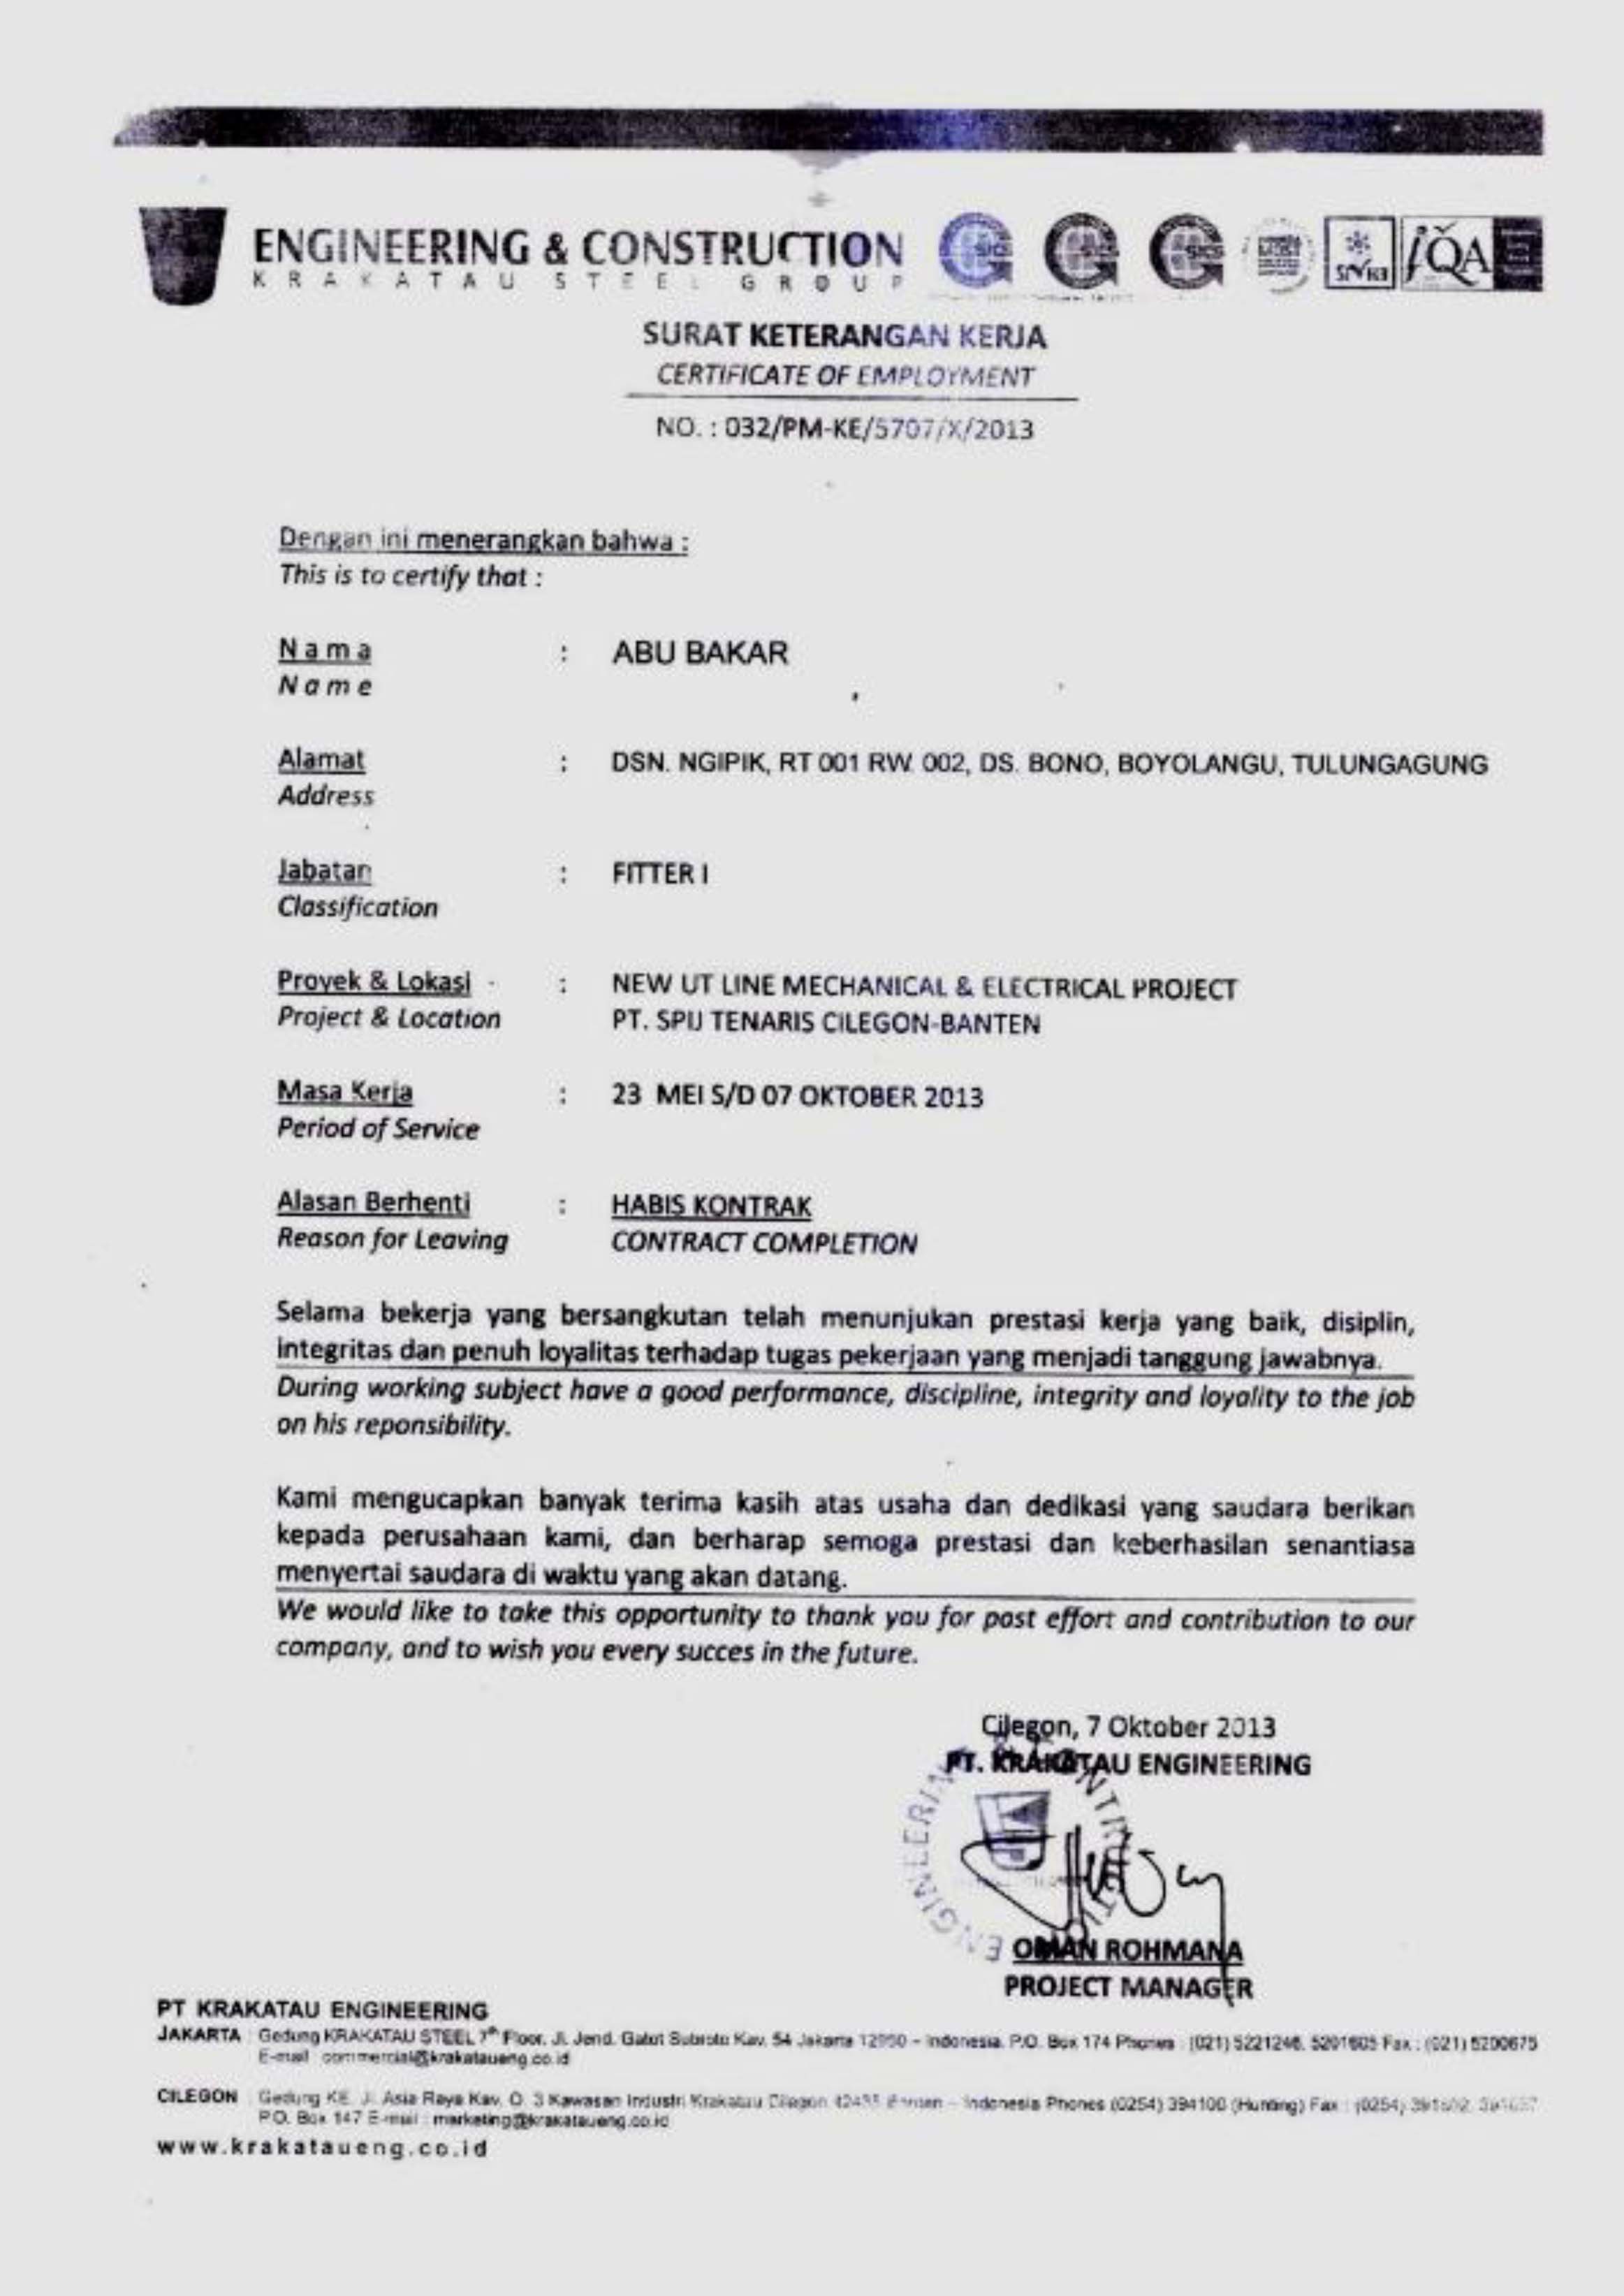 ENGINEERING & CONSTRUCTION
KRAKATAU STEEL GROUP
iQA
SURAT KETERANGAN KERJA
CERTIFICATE OF EMPLOYMENT
NO. : 032/PM-KE/5707/X/2013
Dengan ini menerangkan bahwa :
This is to certify that :
Nama : ABU BAKAR
Name
Alamat : DSN. NGIPIK, RT 001 RW. 002, DS. BONO, BOYOLANGU, TULUNGAGUNG
Address
Jabatan : FITTER I
Classification
Proyek & Lokasi : NEW UT LINE MECHANICAL & ELECTRICAL PROJECT
Project & Location PT. SPIJ TENARIS CILEGON-BANTEN
Masa Kerja : 23 MEI S/D 07 OKTOBER 2013
Period of Service
Alasan Berhenti : HABIS KONTRAK
Reason for Leaving CONTRACT COMPLETION
Selama bekerja yang bersangkutan telah menunjukan prestasi kerja yang baik, disiplin,
integritas dan penuh loyalitas terhadap tugas pekerjaan yang menjadi tanggung jawabnya.
During working subject have a good performance, discipline, integrity and loyality to the job
on his reponsibility.
Kami mengucapkan banyak terima kasih atas usaha dan dedikasi yang saudara berikan
kepada perusahaan kami, dan berharap semoga prestasi dan keberhasilan senantiasa
menyertai saudara di waktu yang akan datang.
We would like to take this opportunity to thank you for past effort and contribution to our
company, and to wish you every succes in the future.
Cilegon, 7 Oktober 2013
PT. KRAKATAU ENGINEERING
OMAN ROHMANA
PROJECT MANAGER
PT KRAKATAU ENGINEERING
JAKARTA : Gedung KRAKATAU STEEL 7th Floor, Jl. Jend. Gatot Subroto Kav. 54 Jakarta 12950 – Indonesia. P.O. Box 174 Phones : (021) 5221246, 5201605 Fax : (021) 5200675
E-mail : commercial@krakataueng.co.id
CILEGON : Gedung KE. Jl. Asia Raya Kav. O. 3 Kawasan Industri Krakatau Cilegon 42435 Banten – Indonesia Phones (0254) 394100 (Hunting) Fax : (0254)
P.O. Box 147 E-mail : marketing@krakataueng.co.id
www.krakataueng.co.id